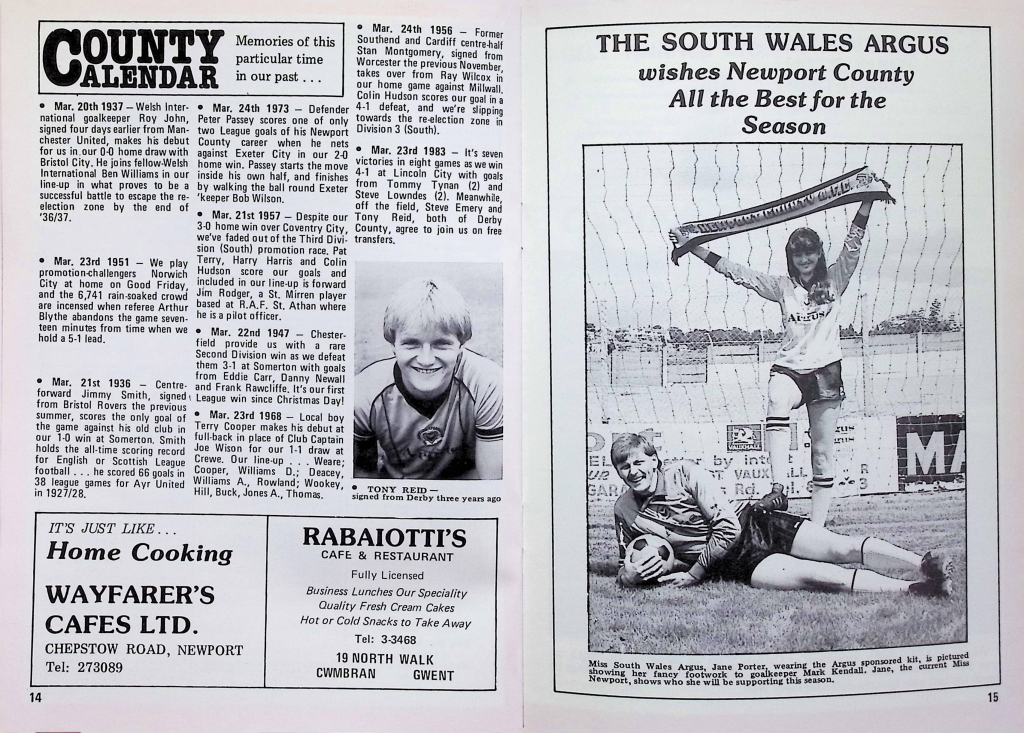 COUNTY
CALENDAR
Memories of this
particular time
in our past . . .
• Mar. 20th 1937 — Welsh Inter-
national goalkeeper Roy John,
signed four days earlier from Man-
chester United, makes his debut
for us in our 0-0 home draw with
Bristol City. He joins fellow-Welsh
International Ben Williams in our
line-up in what proves to be a
successful battle to escape the re-
election zone by the end of
'36/37.
• Mar. 23rd 1951 — We play
promotion-challengers Norwich
City at home on Good Friday,
and the 6,741 rain-soaked crowd
are incensed when referee Arthur
Blythe abandons the game seven-
teen minutes from time when we
hold a 5-1 lead.
• Mar. 21st 1936 — Centre-
forward Jimmy Smith, signed
from Bristol Rovers the previous
summer, scores the only goal of
the game against his old club in
our 1-0 win at Somerton. Smith
holds the all-time scoring record
for English or Scottish League
football . . . he scored 66 goals in
38 league games for Ayr United
in 1927/28.
• Mar. 24th 1973 — Defender
Peter Passey scores one of only
two League goals of his Newport
County career when he nets
against Exeter City in our 2-0
home win. Passey starts the move
inside his own half, and finishes
by walking the ball round Exeter
'keeper Bob Wilson.
• Mar. 21st 1957 — Despite our
3-0 home win over Coventry City,
we've faded out of the Third Divi-
sion (South) promotion race. Pat
Terry, Harry Harris and Colin
Hudson score our goals and
included in our line-up is forward
Jim Rodger, a St. Mirren player
based at R.A.F. St. Athan where
he is a pilot officer.
• Mar. 22nd 1947 — Chester-
field provide us with a rare
Second Division win as we defeat
them 3-1 at Somerton with goals
from Eddie Carr, Danny Newall
and Frank Rawcliffe. It's our first
League win since Christmas Day!
• Mar. 23rd 1968 — Local boy
Terry Cooper makes his debut at
full-back in place of Club Captain
Joe Wison for our 1-1 draw at
Crewe. Our line-up . . . Weare;
Cooper, Williams D.; Deacey,
Williams A., Rowland; Wookey,
Hill, Buck, Jones A., Thomas.
• Mar. 24th 1956 — Former
Southend and Cardiff centre-half
Stan Montgomery, signed from
Worcester the previous November,
takes over from Ray Wilcox in
our home game against Millwall.
Colin Hudson scores our goal in a
4-1 defeat, and we're slipping
towards the re-election zone in
Division 3 (South).
• Mar. 23rd 1983 — It's seven
victories in eight games as we win
4-1 at Lincoln City with goals
from Tommy Tynan (2) and
Steve Lowndes (2). Meanwhile,
off the field, Steve Emery and
Tony Reid, both of Derby
County, agree to join us on free
transfers.
• TONY REID —
signed from Derby three years ago
IT'S JUST LIKE . . .
Home Cooking
WAYFARER'S
CAFES LTD.
CHEPSTOW ROAD, NEWPORT
Tel: 273089
RABAIOTTI'S
CAFE & RESTAURANT
Fully Licensed
Business Lunches Our Speciality
Quality Fresh Cream Cakes
Hot or Cold Snacks to Take Away
Tel: 3-3468
19 NORTH WALK
CWMBRAN GWENT
14
THE SOUTH WALES ARGUS
wishes Newport County
All the Best for the
Season
NEWPORT COUNTY A.F.C.
Argus
by
VAUX
Rd.
MA
Miss South Wales Argus, Jane Porter, wearing the Argus sponsored kit, is pictured
showing her fancy footwork to goalkeeper Mark Kendall. Jane, the current Miss
Newport, shows who she will be supporting this season.
15